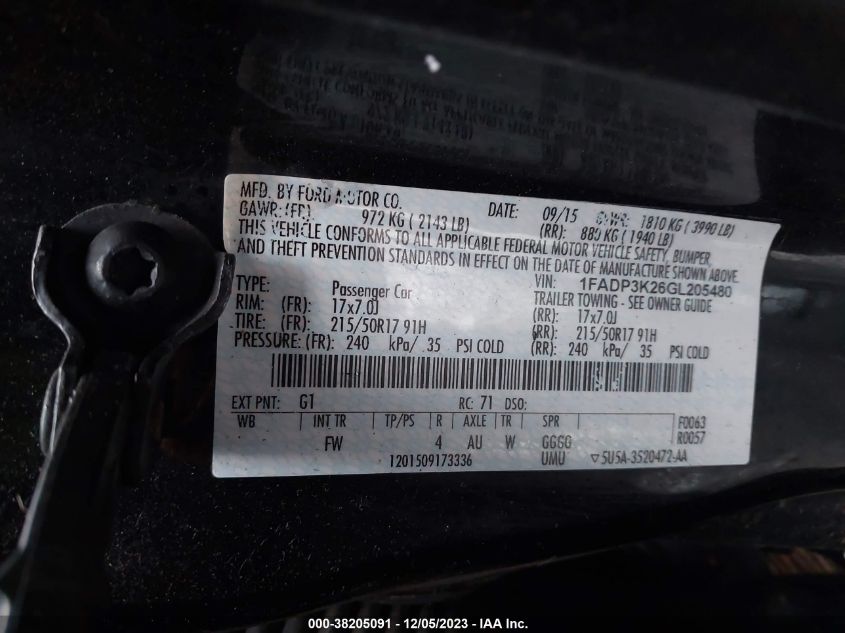 MFD. BY FORD MOTOR CO. DATE: 09/15 GVWR: 1810 KG ( 3990 LB)
GAWR: (FR) 972 KG ( 2143 LB) (RR): 880 KG ( 1940 LB)
THIS VEHICLE CONFORMS TO ALL APPLICABLE FEDERAL MOTOR VEHICLE SAFETY, BUMPER,
AND THEFT PREVENTION STANDARDS IN EFFECT ON THE DATE OF MANUFACTURE SHOWN ABOVE.
VIN: 1FADP3K26GL205480
TYPE: Passenger Car TRAILER TOWING - SEE OWNER GUIDE
RIM: (FR): 17x7.0J (RR): 17x7.0J
TIRE: (FR): 215/50R17 91H (RR): 215/50R17 91H
PRESSURE: (FR): 240 kPa/ 35 PSI COLD (RR): 240 kPa/ 35 PSI COLD
EXT PNT: G1 RC: 71 DSO:
WB INT TR TP/PS R AXLE TR SPR F0063
FW 4 AU W GGGG R0057
1201509173336 UMU ▽5U5A-3520472-AA
000-38205091 - 12/05/2023 - IAA Inc.